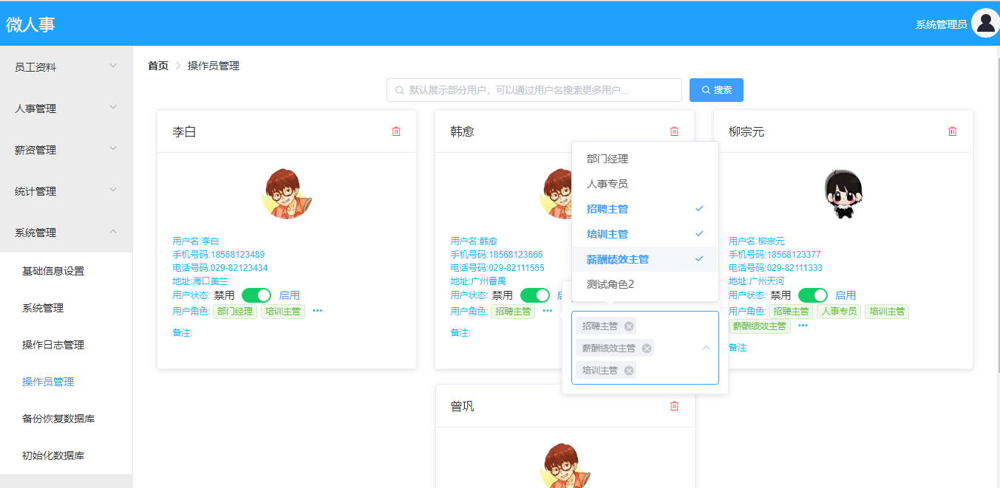 微人事
系统管理员
员工资料
人事管理
薪资管理
统计管理
系统管理
基础信息设置
系统管理
操作日志管理
操作员管理
备份恢复数据库
初始化数据库
首页 > 操作员管理
默认展示部分用户，可以通过用户名搜索更多用户...
搜索
李白
用户名:李白
手机号码:18568123489
电话号码:029-82123434
地址:海口美兰
用户状态: 禁用 启用
用户角色: 部门经理 培训主管
备注:
韩愈
用户名:韩愈
手机号码:18568123666
电话号码:029-82111555
地址:广州番禺
用户状态: 禁用
用户角色: 招聘主管
备注:
部门经理
人事专员
招聘主管
培训主管
薪酬绩效主管
测试角色2
招聘主管
薪酬绩效主管
培训主管
柳宗元
用户名:柳宗元
手机号码:18568123377
电话号码:029-82111333
地址:广州天河
用户状态: 禁用 启用
用户角色: 招聘主管 人事专员 培训主管
薪酬绩效主管
备注:
曾巩